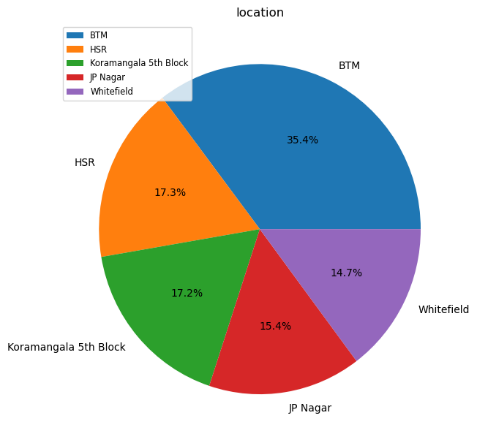 location
BTM
HSR
Koramangala 5th Block
JP Nagar
Whitefield
BTM
35.4%
HSR
17.3%
17.2%
Koramangala 5th Block
15.4%
JP Nagar
14.7%
Whitefield